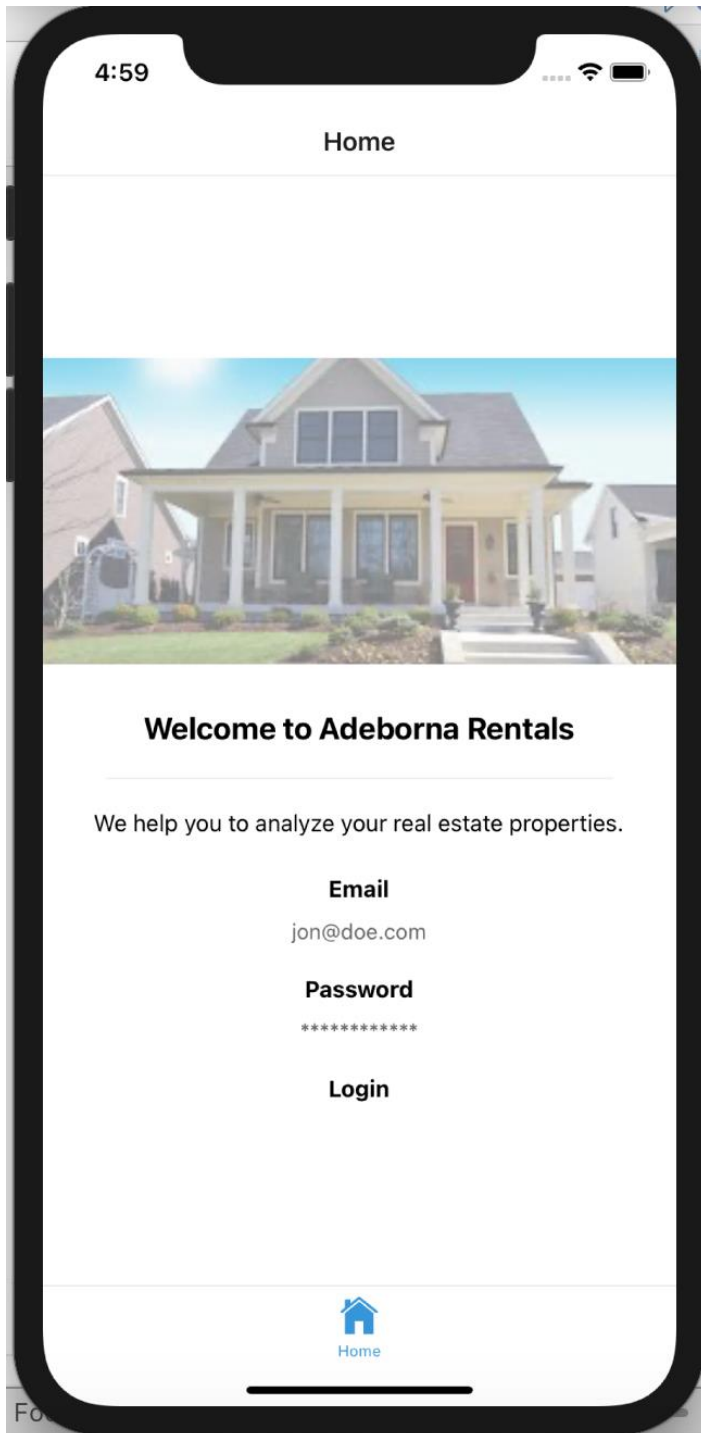 4:59
Home
Welcome to Adeborna Rentals
We help you to analyze your real estate properties.
Email
jon@doe.com
Password
************
Login
Home